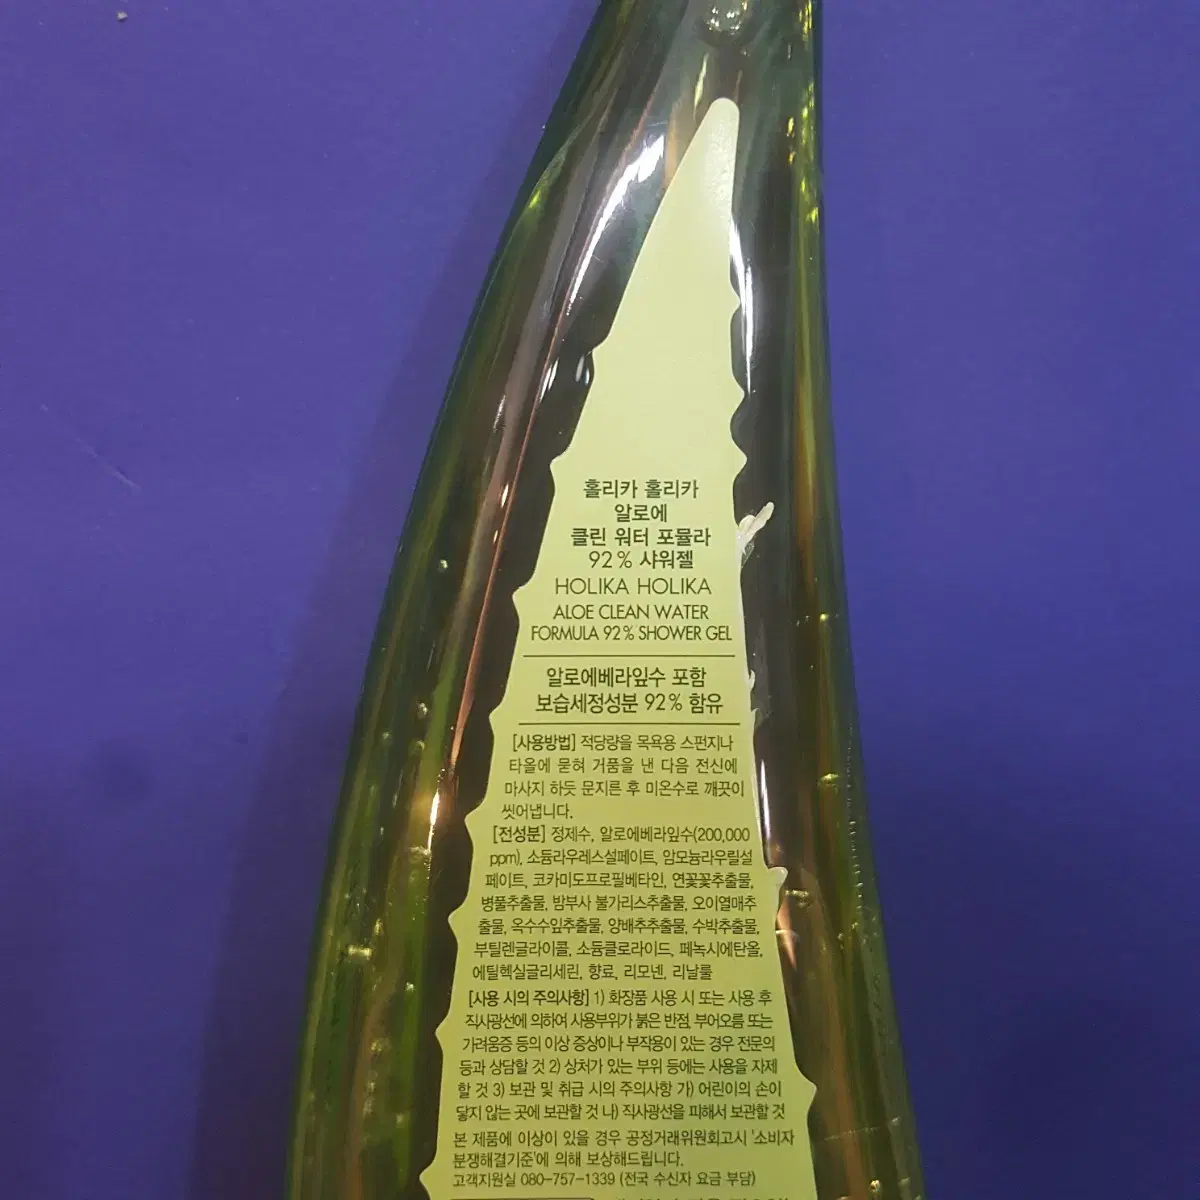 홀리카 홀리카
알로에
클린 워터 포뮬라
92% 샤워젤
HOLIKA HOLIKA
ALOE CLEAN WATER
FORMULA 92% SHOWER GEL
알로에베라잎수 포함
보습세정성분 92% 함유
[사용방법] 적당량을 목욕용 스펀지나
타올에 묻혀 거품을 낸 다음 전신에
마사지 하듯 문지른 후 미온수로 깨끗이
씻어냅니다.
[전성분] 정제수, 알로에베라잎수(200,000
ppm), 소듐라우레스설페이트, 암모늄라우릴설
페이트, 코카미도프로필베타인, 연꽃꽃추출물,
병풀추출물, 밤부사 불가리스추출물, 오이열매추
출물, 옥수수잎추출물, 양배추추출물, 수박추출물,
부틸렌글라이콜, 소듐클로라이드, 페녹시에탄올,
에틸헥실글리세린, 향료, 리모넨, 리날룰
[사용 시의 주의사항] 1) 화장품 사용 시 또는 사용 후
직사광선에 의하여 사용부위가 붉은 반점, 부어오름 또는
가려움증 등의 이상 증상이나 부작용이 있는 경우 전문의
등과 상담할 것 2) 상처가 있는 부위 등에는 사용을 자제
할 것 3) 보관 및 취급 시의 주의사항 가) 어린이의 손이
닿지 않는 곳에 보관할 것 나) 직사광선을 피해서 보관할 것
본 제품에 이상이 있을 경우 공정거래위원회고시 '소비자
분쟁해결기준'에 의해 보상해드립니다.
고객지원실 080-757-1339 (전국 수신자 요금 부담)